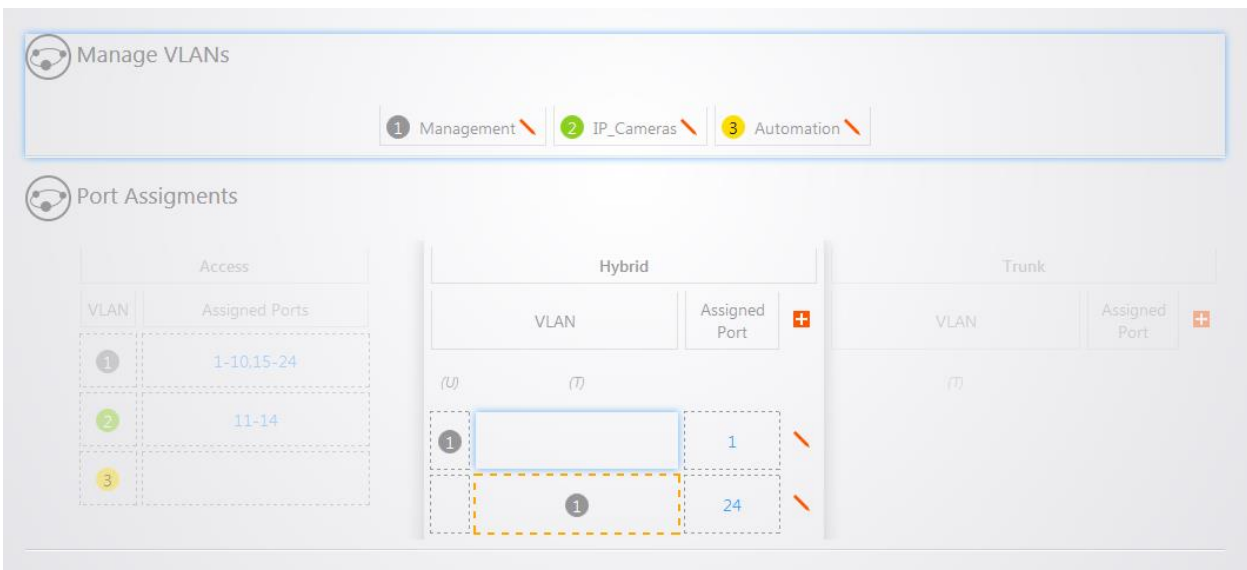 Manage VLANs
1 Management 2 IP_Cameras 3 Automation
Port Assigments
Access Hybrid Trunk
VLAN Assigned Ports VLAN Assigned Port VLAN Assigned Port
1 1-10,15-24
(U) (T) (T)
2 11-14
1 1
3
1 24